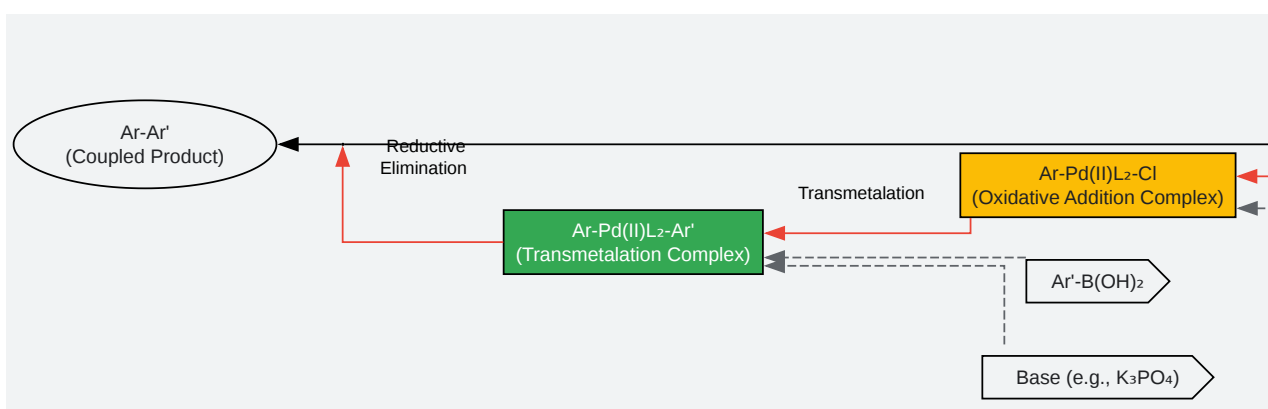 Ar-Ar'
(Coupled Product)
Reductive
Elimination
Transmetalation
Ar-Pd(II)L₂-Cl
(Oxidative Addition Complex)
Ar-Pd(II)L₂-Ar'
(Transmetalation Complex)
Ar'-B(OH)₂
Base (e.g., K₃PO₄)